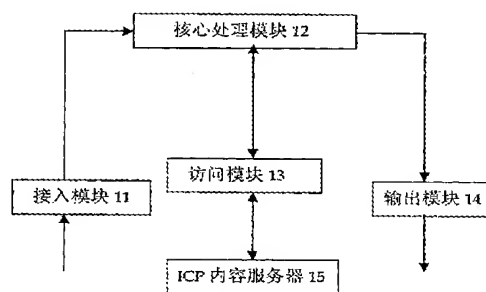 核心处理模块 12
访问模块 13
接入模块 11
输出模块 14
ICP 内容服务器 15